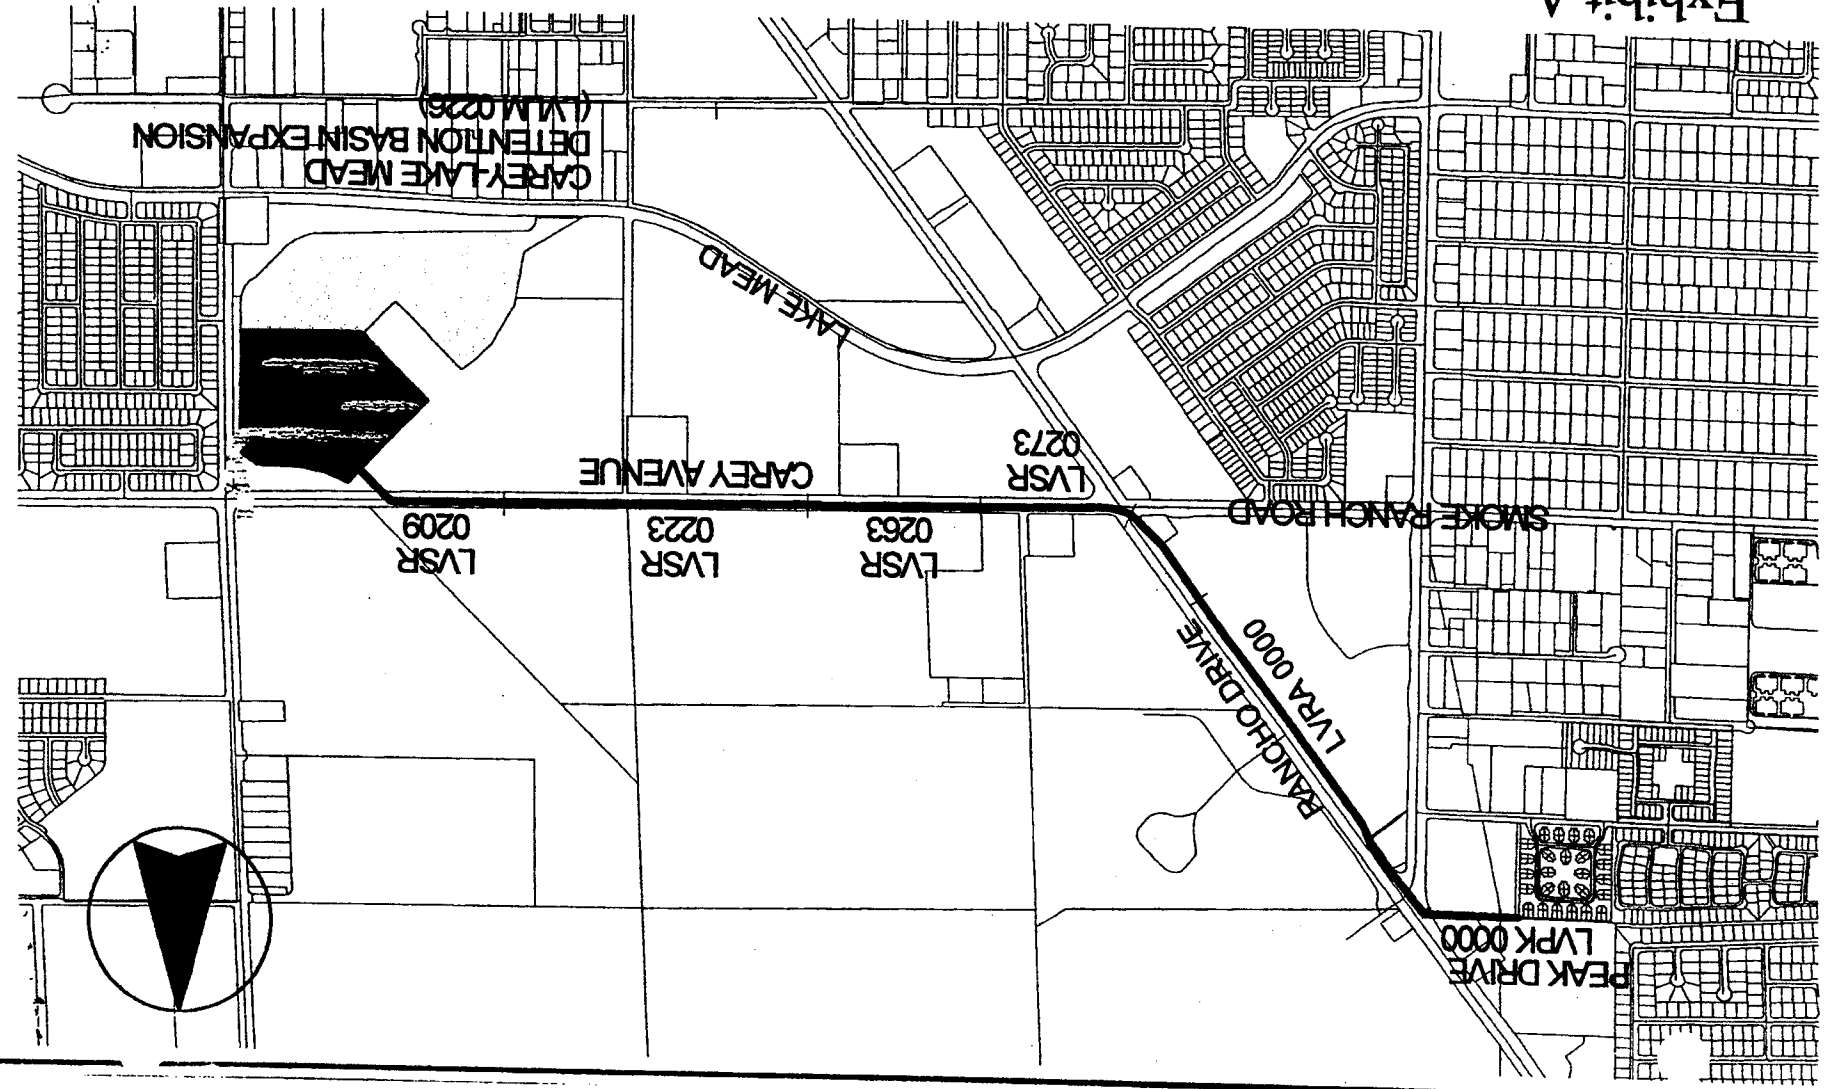 PEAK DRIVE
LVPK 0000
RANCHO DRIVE
LVRA 0000
LVSR
0209
LVSR
0223
LVSR
0263
SMOKE RANCH ROAD
CAREY AVENUE
LVSR
0273
LAKE MEAD
CAREY-LAKE MEAD
DETENTION BASIN EXPANSION
(LVLM 0226)
Exhibit A